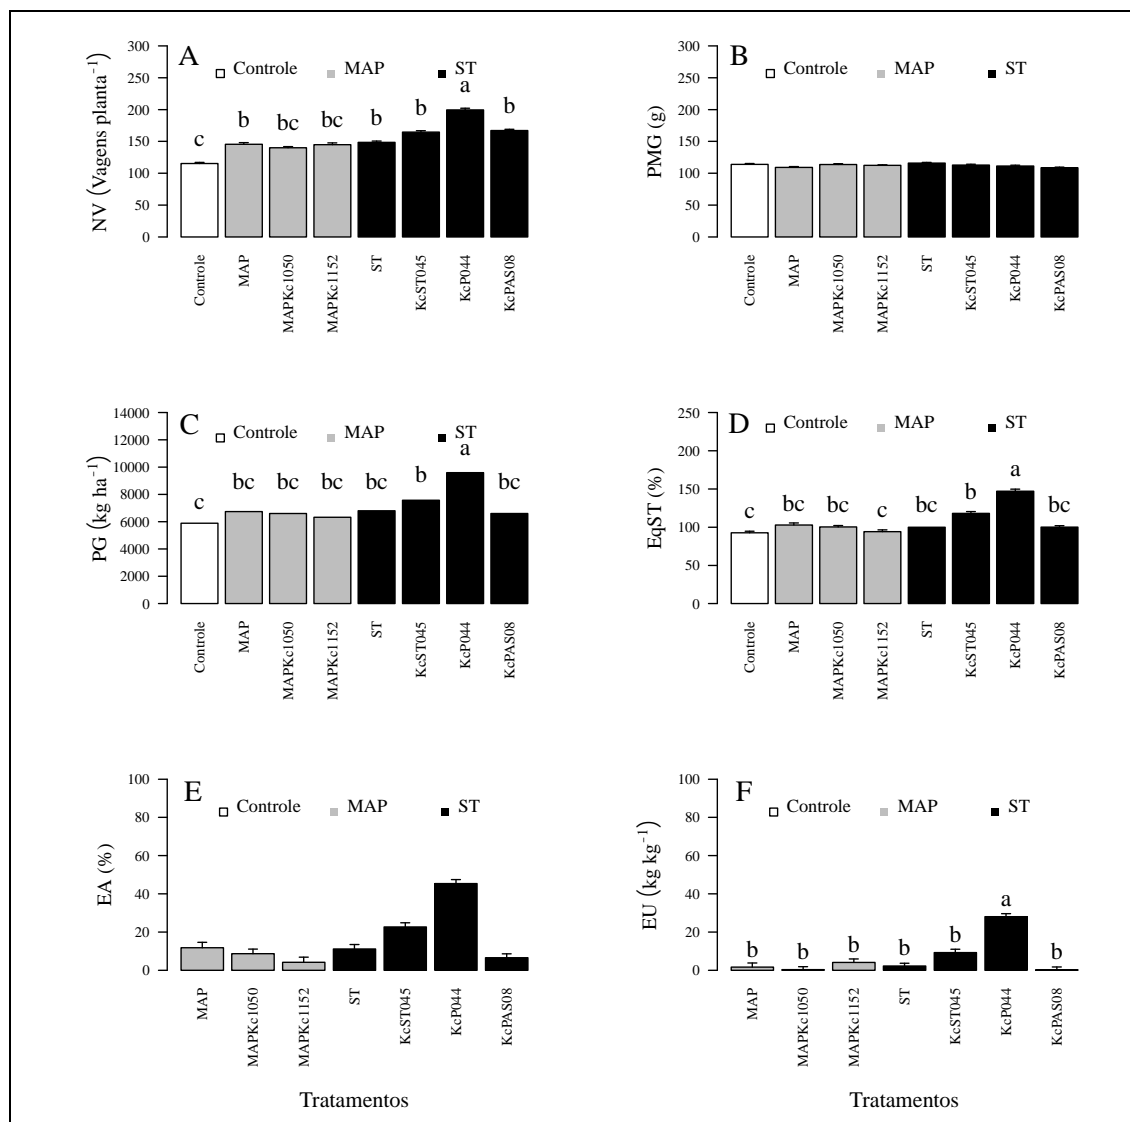 A
Controle MAP ST
NV (Vagens planta⁻¹)
300
250
200
150
100
50
0
c b bc bc b b a b
Controle MAP MAPKc1050 MAPKc1152 ST KcST045 KcP044 KcPAS08
B
Controle MAP ST
PMG (g)
300
250
200
150
100
50
0
Controle MAP MAPKc1050 MAPKc1152 ST KcST045 KcP044 KcPAS08
C
Controle MAP ST
PG (kg ha⁻¹)
14000
12000
10000
8000
6000
4000
2000
0
c bc bc bc bc b a bc
Controle MAP MAPKc1050 MAPKc1152 ST KcST045 KcP044 KcPAS08
D
Controle MAP ST
EqST (%)
250
200
150
100
50
0
c bc bc c bc b a bc
Controle MAP MAPKc1050 MAPKc1152 ST KcST045 KcP044 KcPAS08
E
Controle MAP ST
EA (%)
100
80
60
40
20
0
MAP MAPKc1050 MAPKc1152 ST KcST045 KcP044 KcPAS08
Tratamentos
F
Controle MAP ST
EU (kg kg⁻¹)
100
80
60
40
20
0
b b b b b a b
MAP MAPKc1050 MAPKc1152 ST KcST045 KcP044 KcPAS08
Tratamentos